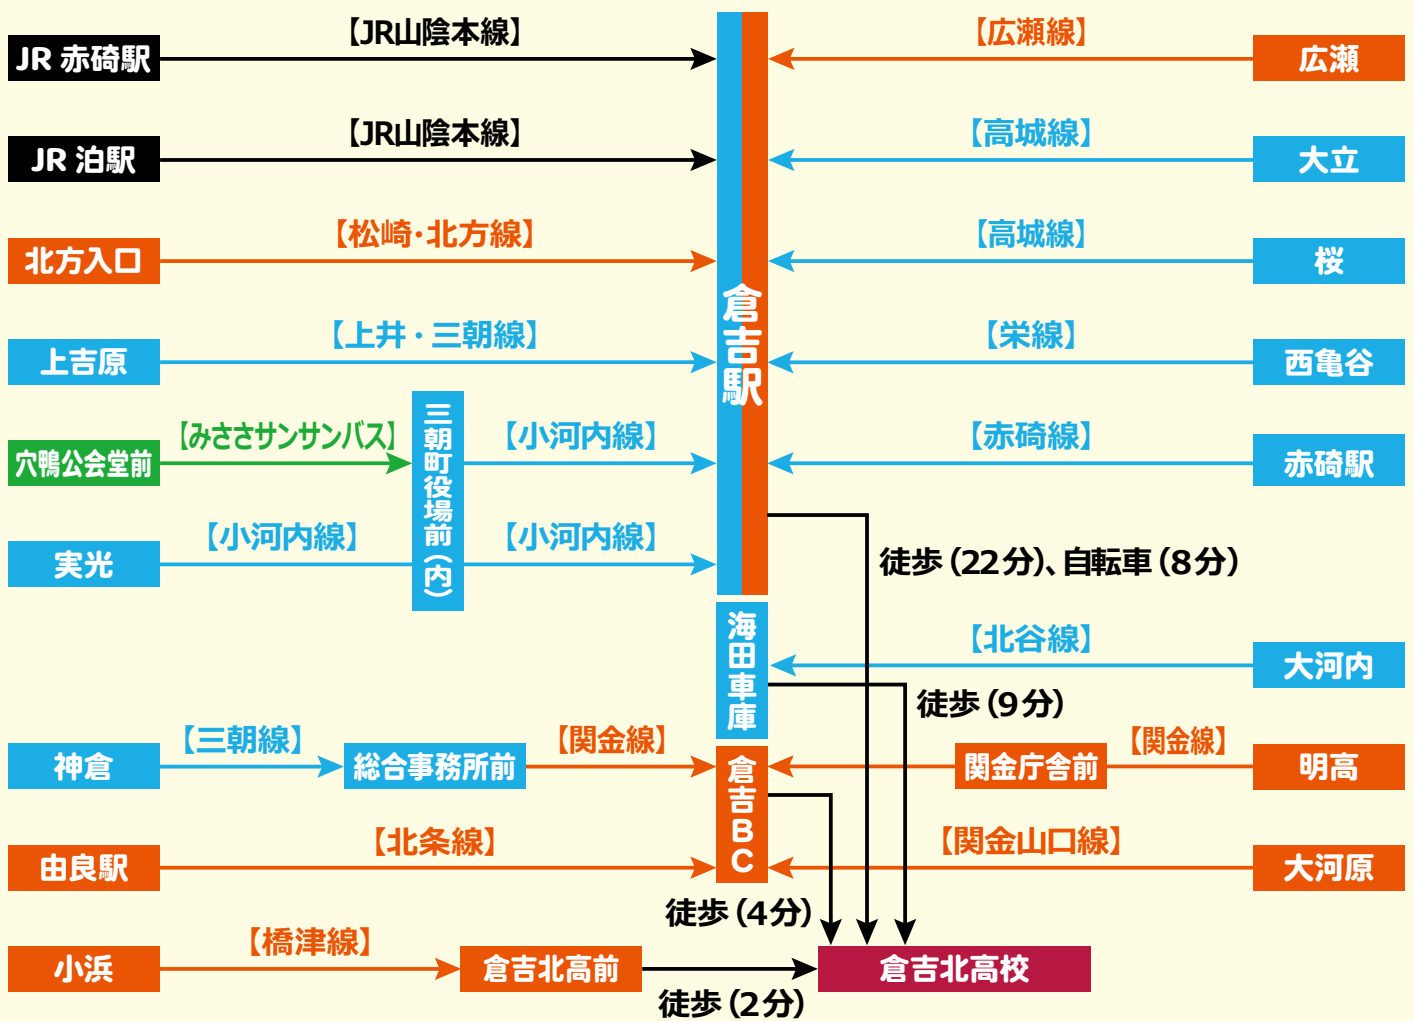 JR 赤碕駅
【JR山陰本線】
【広瀬線】
広瀬
JR 泊駅
【JR山陰本線】
【高城線】
大立
北方入口
【松崎・北方線】
【高城線】
桜
上吉原
【上井・三朝線】
【栄線】
西亀谷
穴鴨公会堂前
【みささサンサンバス】
三朝町役場前(内)
【小河内線】
倉吉駅
【赤碕線】
赤碕駅
実光
【小河内線】
【小河内線】
徒歩(22分)、自転車(8分)
海田車庫
【北谷線】
大河内
徒歩(9分)
神倉
【三朝線】
総合事務所前
【関金線】
倉吉BC
関金庁舎前
【関金線】
明高
由良駅
【北条線】
【関金山口線】
大河原
徒歩(4分)
小浜
【橋津線】
倉吉北高前
徒歩(2分)
倉吉北高校